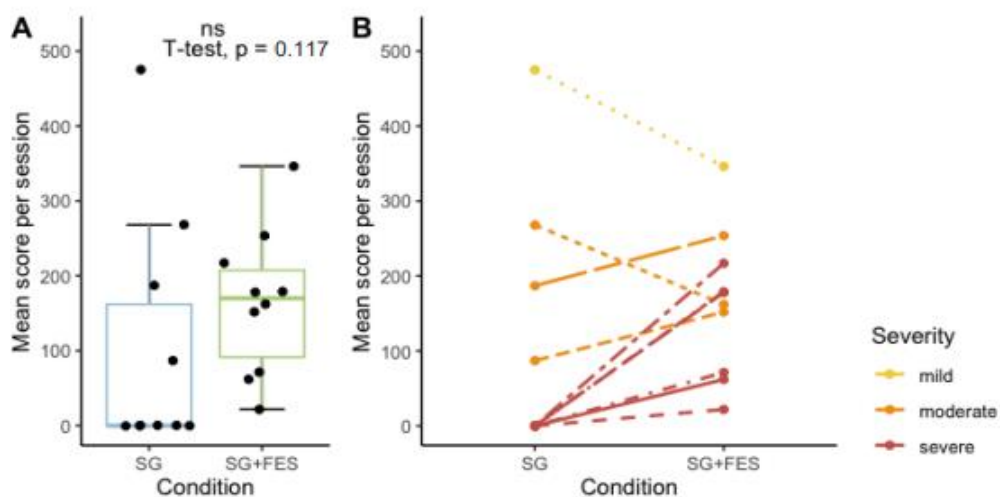 A
ns
T-test, p = 0.117
Mean score per session
500
400
300
200
100
0
SG
SG+FES
Condition
B
Mean score per session
500
400
300
200
100
0
SG
SG+FES
Condition
Severity
mild
moderate
severe